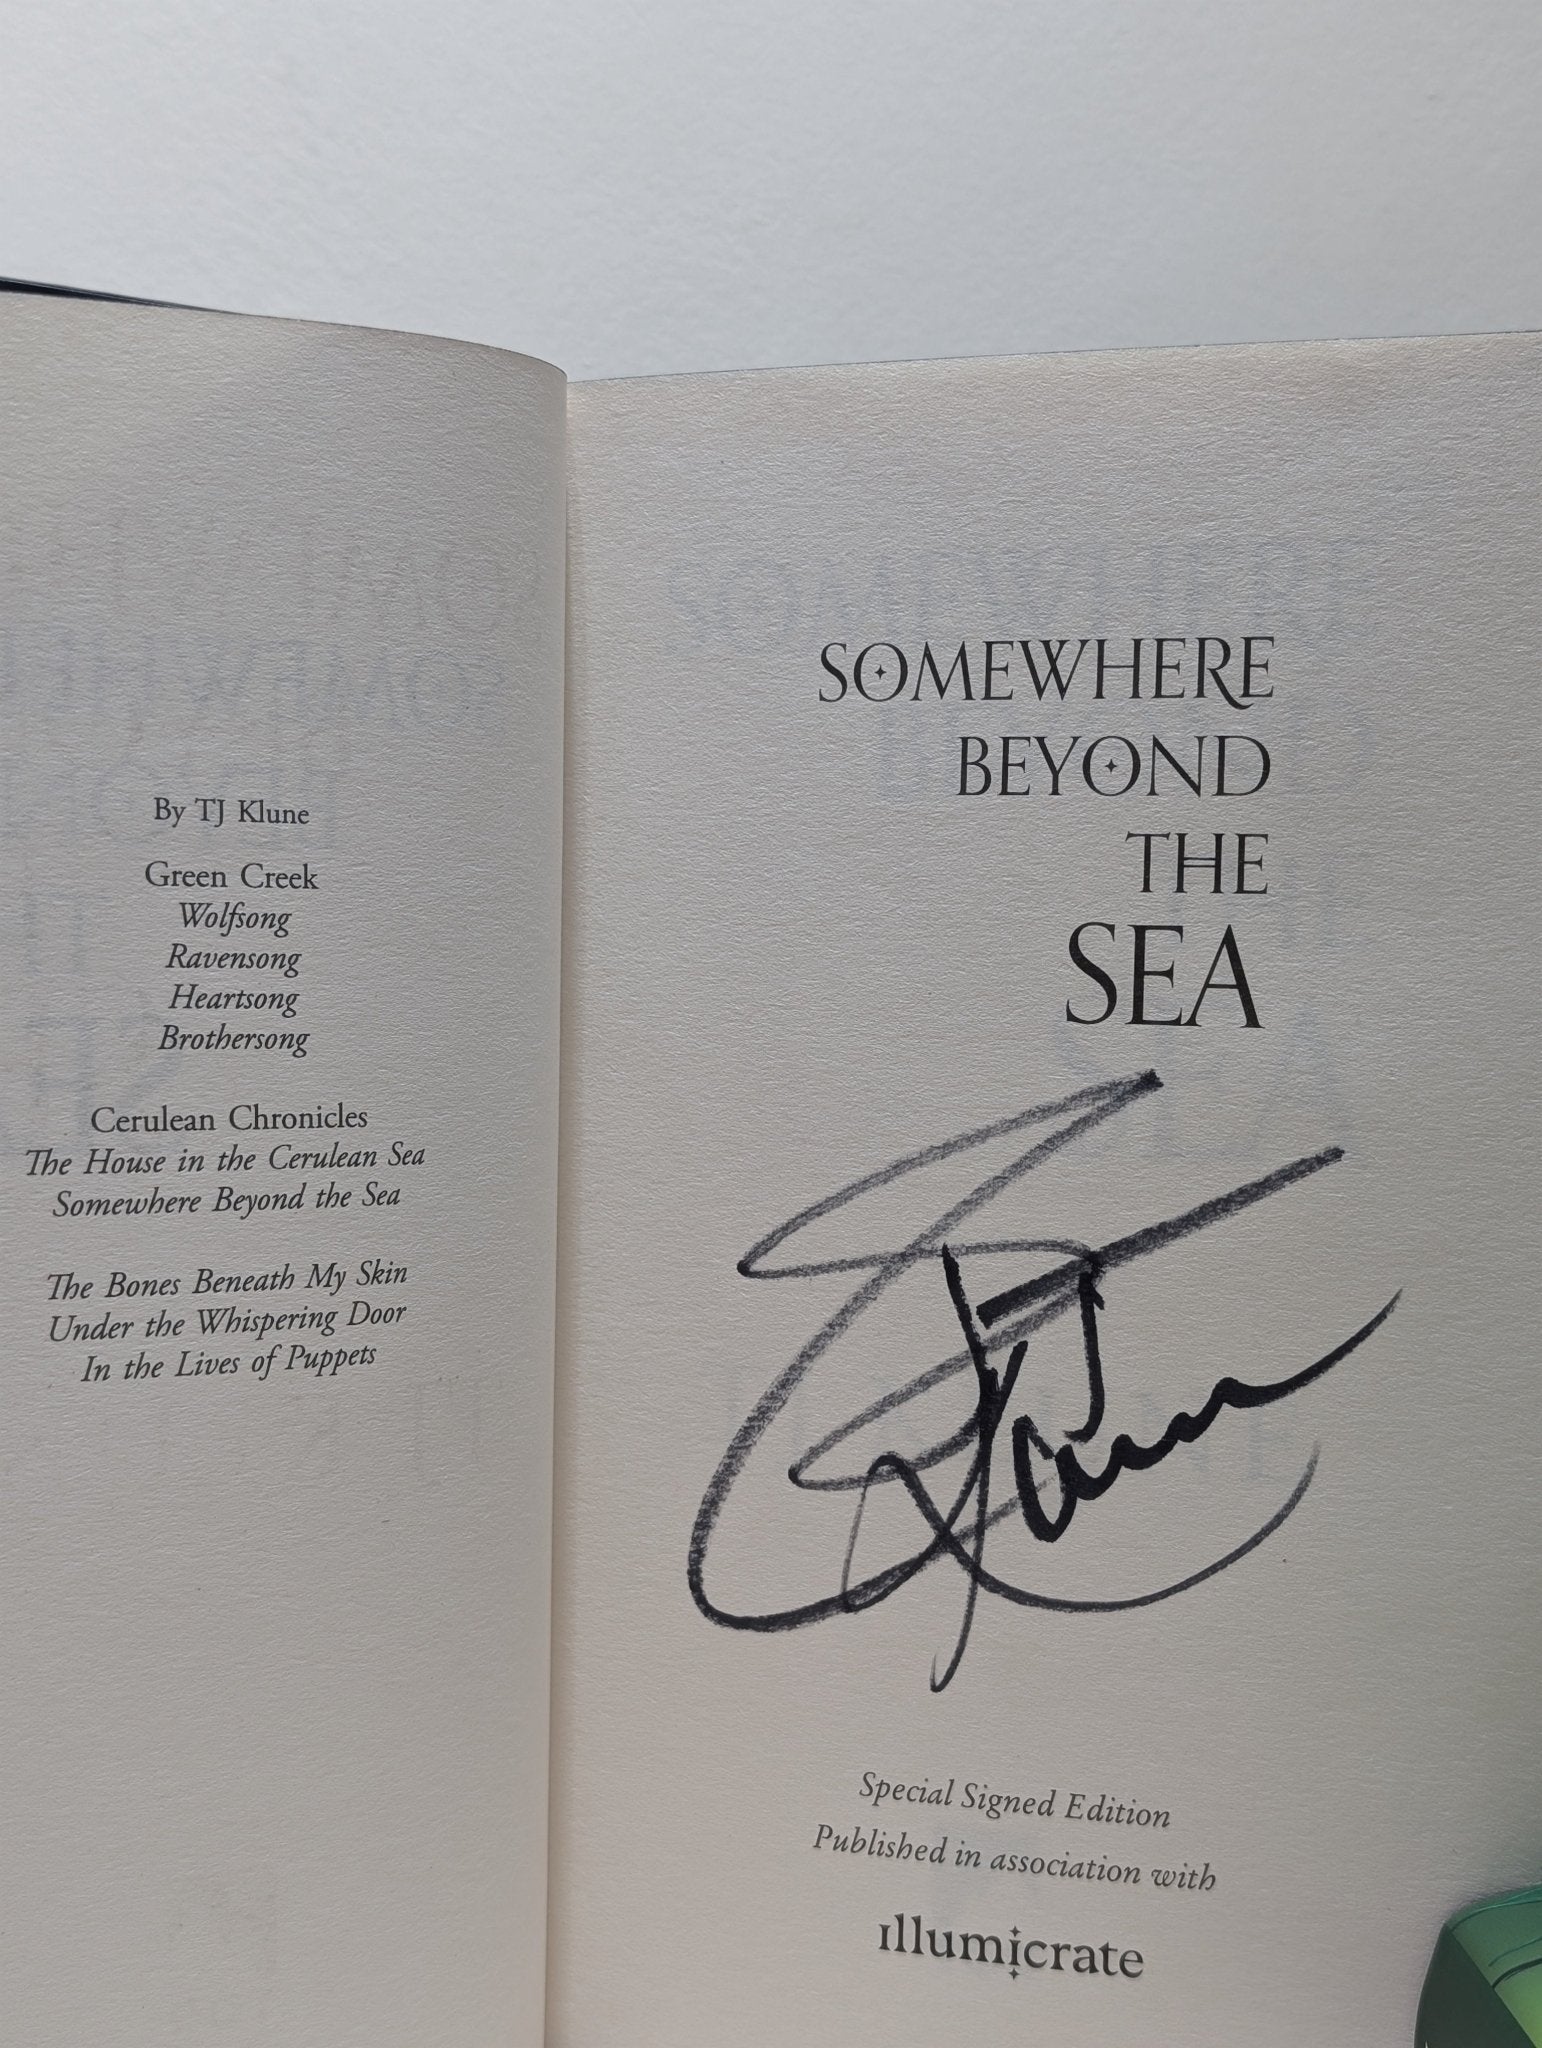 By TJ Klune
Green Creek
Wolfsong
Ravensong
Heartsong
Brothersong
Cerulean Chronicles
The House in the Cerulean Sea
Somewhere Beyond the Sea
The Bones Beneath My Skin
Under the Whispering Door
In the Lives of Puppets
SOMEWHERE
BEYOND
THE
SEA
Special Signed Edition
Published in association with
illumicrate